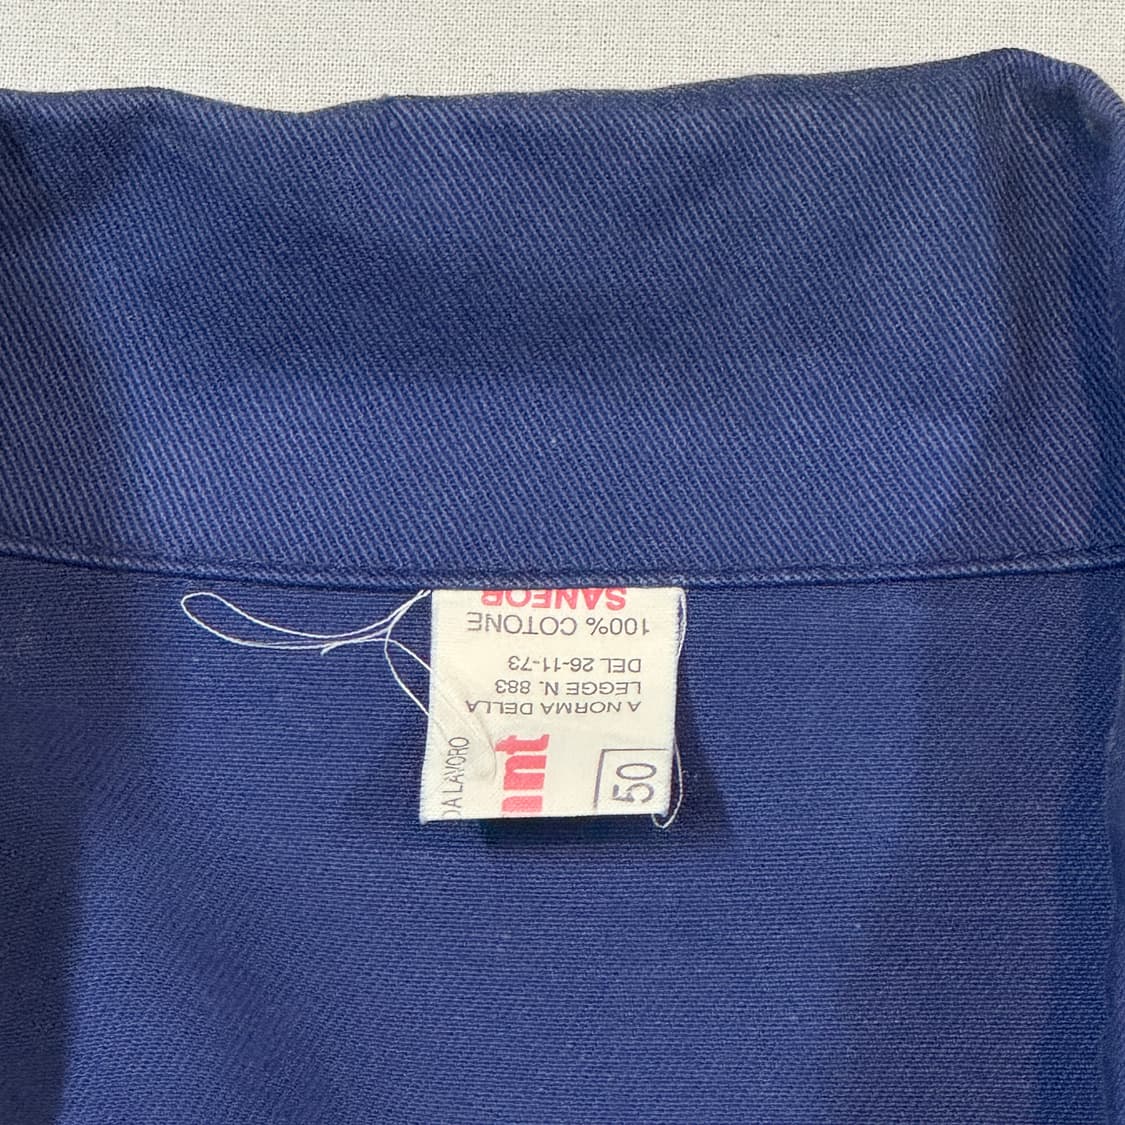 A NORMA DELLA
LEGGE N. 883
DEL 26-11-73
100% COTONE
SANFOR
DA LAVORO
50